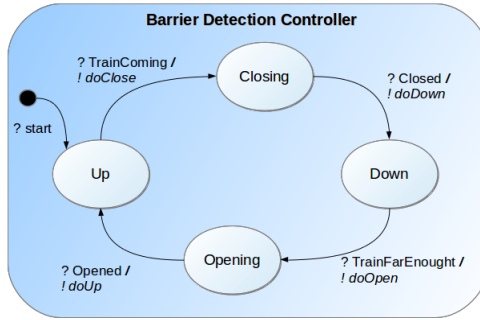 Barrier Detection Controller
? TrainComing /
! doClose
Closing
? Closed /
! doDown
? start
Up
Down
Opening
? Opened /
! doUp
? TrainFarEnought /
! doOpen